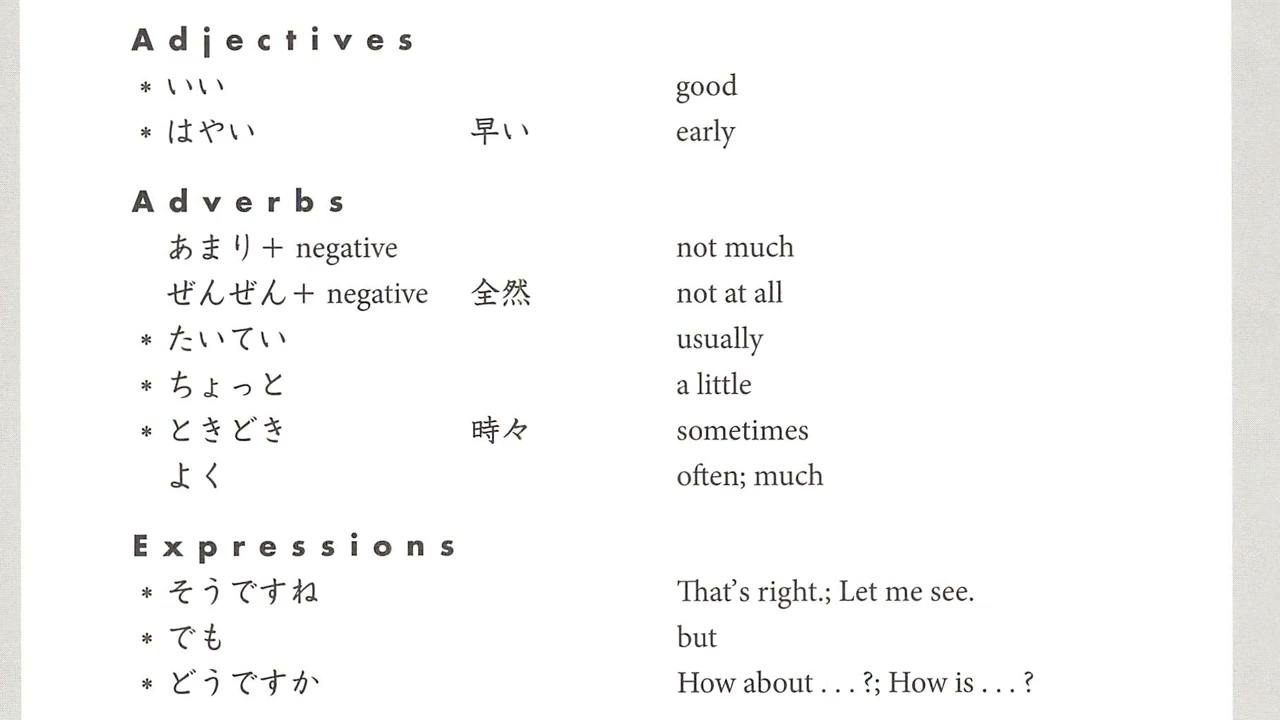 Adjectives
* いい good
* はやい 早い early
Adverbs
あまり+ negative not much
ぜんぜん+ negative 全然 not at all
* たいてい usually
* ちょっと a little
* ときどき 時々 sometimes
よく often; much
Expressions
* そうですね That's right.; Let me see.
* でも but
* どうですか How about . . . ?; How is . . . ?